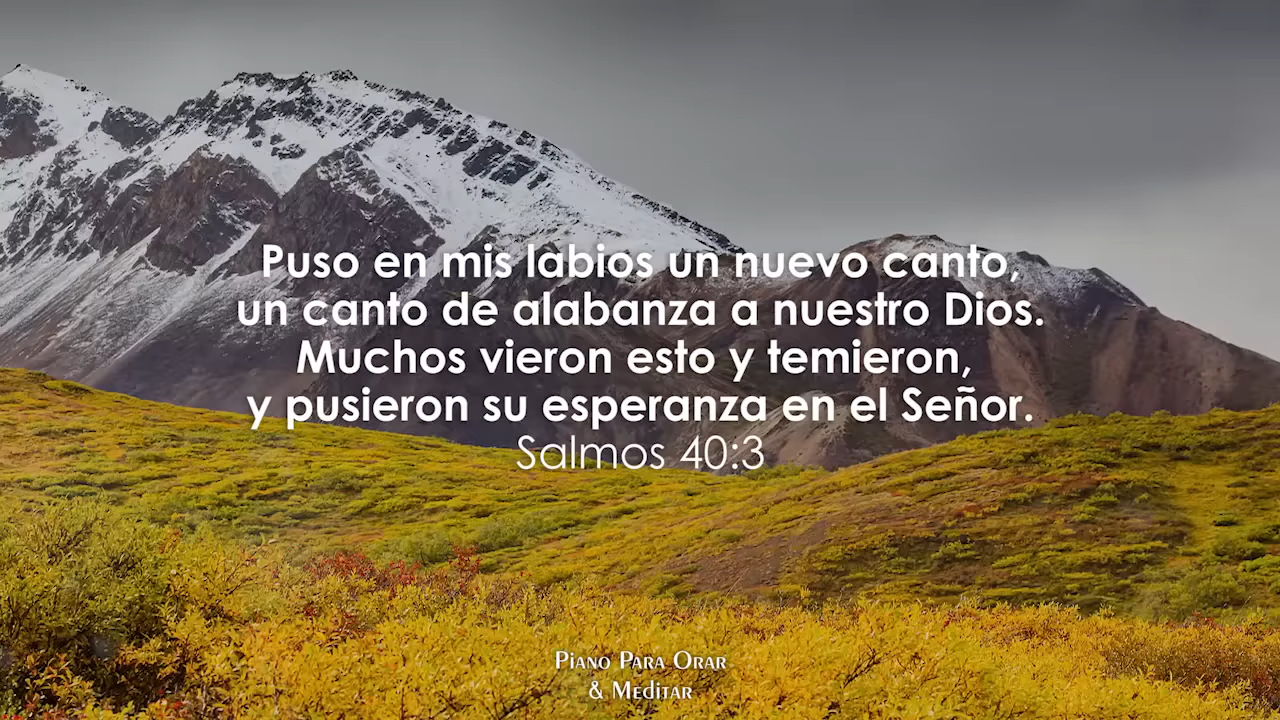 Puso en mis labios un nuevo canto,
un canto de alabanza a nuestro Dios.
Muchos vieron esto y temieron,
y pusieron su esperanza en el Señor.
Salmos 40:3
Piano Para Orar
& Meditar